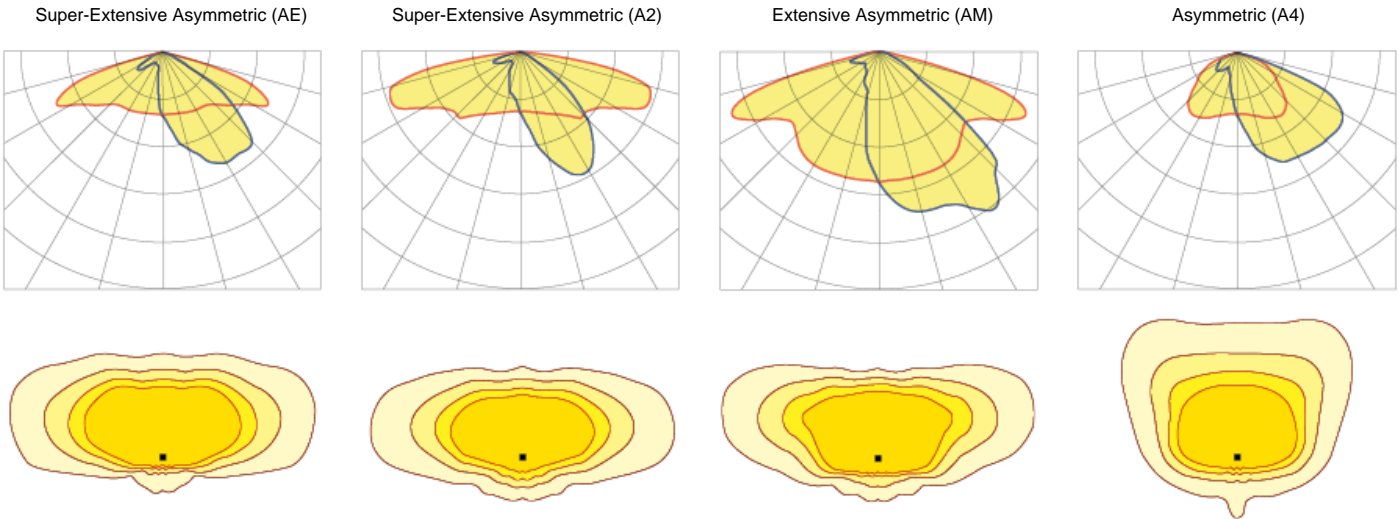 Super-Extensive Asymmetric (AE)
Super-Extensive Asymmetric (A2)
Extensive Asymmetric (AM)
Asymmetric (A4)